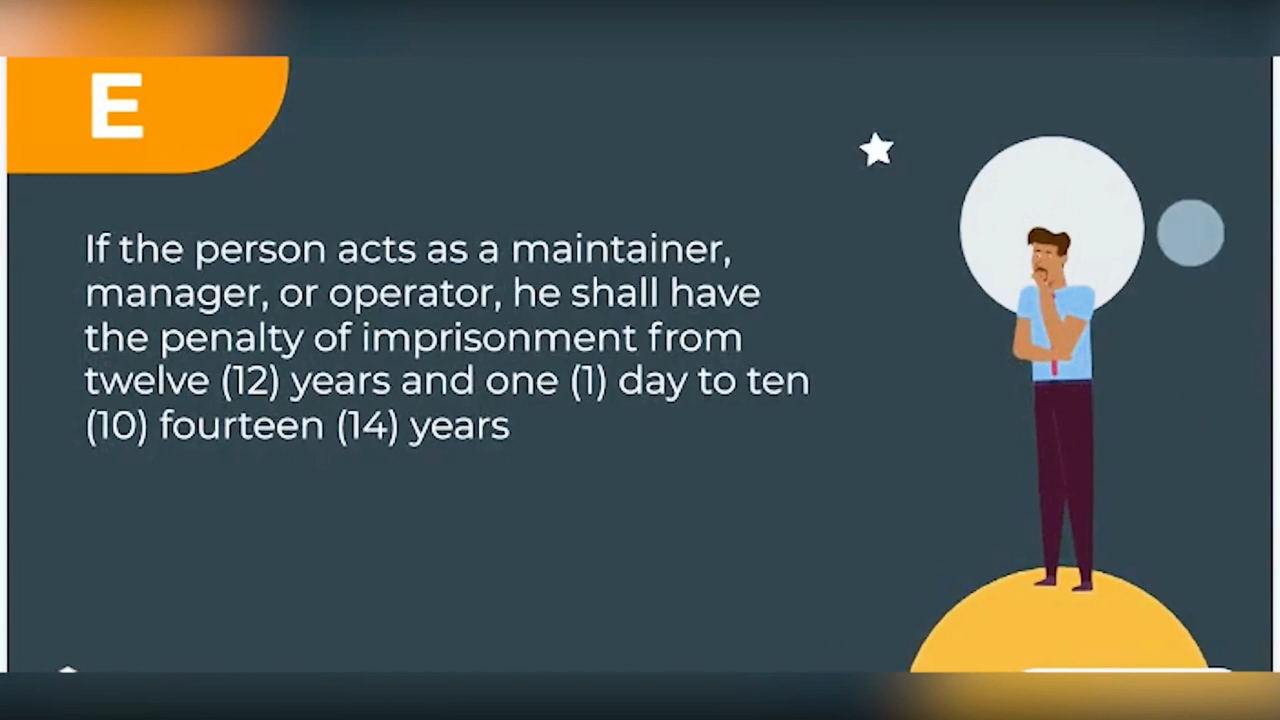 E
If the person acts as a maintainer,
manager, or operator, he shall have
the penalty of imprisonment from
twelve (12) years and one (1) day to ten
(10) fourteen (14) years